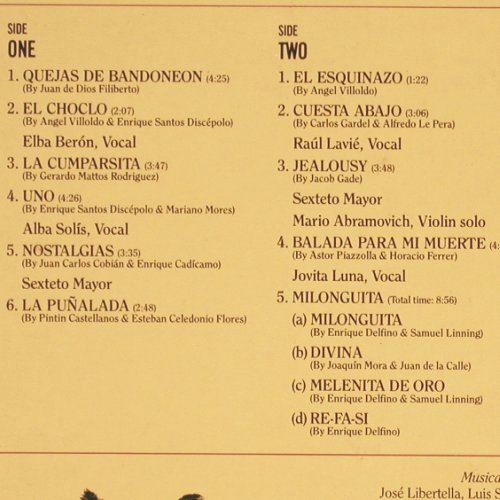 SIDE
ONE
1. QUEJAS DE BANDONEON (4:25)
(By Juan de Dios Filiberto)
2. EL CHOCLO (2:07)
(By Angel Villoldo & Enrique Santos Discépolo)
Elba Berón, Vocal
3. LA CUMPARSITA (3:47)
(By Gerardo Mattos Rodriguez)
4. UNO (4:26)
(By Enrique Santos Discépolo & Mariano Mores)
Alba Solís, Vocal
5. NOSTALGIAS (3:35)
(By Juan Carlos Cobián & Enrique Cadícamo)
Sexteto Mayor
6. LA PUÑALADA (2:48)
(By Pintin Castellanos & Esteban Celedonio Flores)
SIDE
TWO
1. EL ESQUINAZO (1:22)
(By Angel Villoldo)
2. CUESTA ABAJO (3:06)
(By Carlos Gardel & Alfredo Le Pera)
Raúl Lavié, Vocal
3. JEALOUSY (3:48)
(By Jacob Gade)
Sexteto Mayor
Mario Abramovich, Violin solo
4. BALADA PARA MI MUERTE (4:
(By Astor Piazzolla & Horacio Ferrer)
Jovita Luna, Vocal
5. MILONGUITA (Total time: 8:56)
(a) MILONGUITA
(By Enrique Delfino & Samuel Linning)
(b) DIVINA
(By Joaquín Mora & Juan de la Calle)
(c) MELENITA DE ORO
(By Enrique Delfino & Samuel Linning)
(d) RE-FA-SI
(By Enrique Delfino)
Musica
José Libertella, Luis S